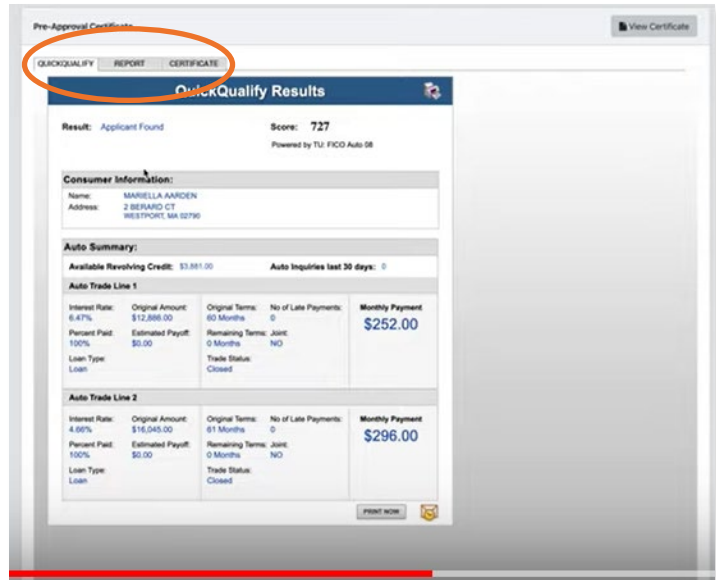 Pre-Approval Certificate
View Certificate
QUICKQUALIFY REPORT CERTIFICATE
QuickQualify Results
Result: Applicant Found Score: 727
Powered by TU: FICO Auto 08
Consumer Information:
Name: MARIELLA AARDEN
Address: 2 BERARD CT
WESTPORT, MA 02790
Auto Summary:
Available Revolving Credit: $3,881.00 Auto Inquiries last 30 days: 0
Auto Trade Line 1
Interest Rate: Original Amount: Original Terms: No of Late Payments: Monthly Payment
6.47% $12,886.00 60 Months 0 $252.00
Percent Paid: Estimated Payoff: Remaining Terms: Joint:
100% $0.00 0 Months NO
Loan Type: Trade Status:
Loan Closed
Auto Trade Line 2
Interest Rate: Original Amount: Original Terms: No of Late Payments: Monthly Payment
4.66% $16,045.00 61 Months 0 $296.00
Percent Paid: Estimated Payoff: Remaining Terms: Joint:
100% $0.00 0 Months NO
Loan Type: Trade Status:
Loan Closed
PRINT NOW